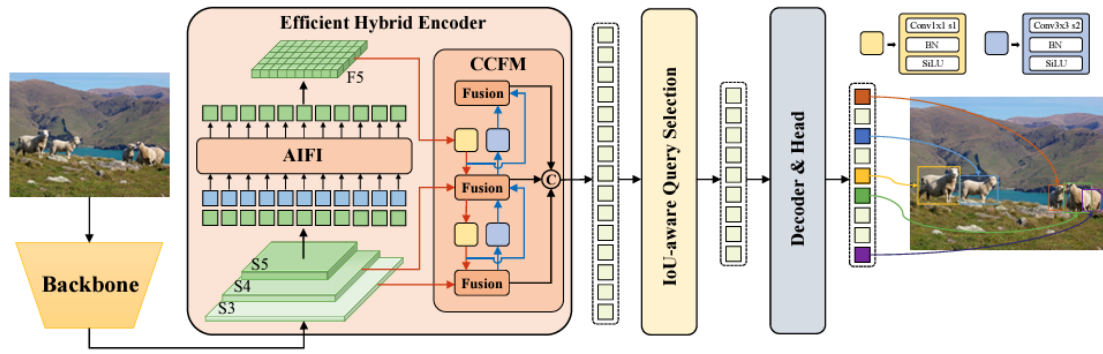 Efficient Hybrid Encoder
F5
CCFM
Fusion
AIFI
Fusion
C
Fusion
S5
S4
S3
Backbone
IoU-aware Query Selection
Decoder & Head
Conv1x1 s1
BN
SiLU
Conv3x3 s2
BN
SiLU